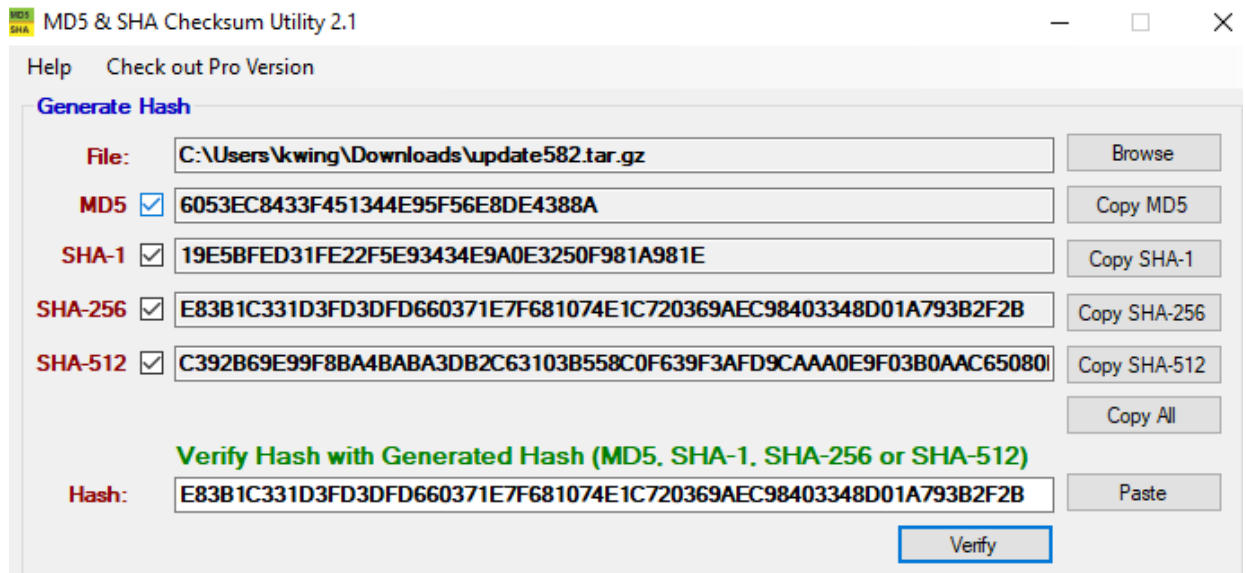 MD5 SHA MD5 & SHA Checksum Utility 2.1
Help Check out Pro Version
Generate Hash
File: C:\Users\kwing\Downloads\update582.tar.gz Browse
MD5 6053EC8433F451344E95F56E8DE4388A Copy MD5
SHA-1 19E5BFED31FE22F5E93434E9A0E3250F981A981E Copy SHA-1
SHA-256 E83B1C331D3FD3DFD660371E7F681074E1C720369AEC98403348D01A793B2F2B Copy SHA-256
SHA-512 C392B69E99F8BA4BABA3DB2C63103B558C0F639F3AFD9CAAA0E9F03B0AAC65080 Copy SHA-512
Copy All
Verify Hash with Generated Hash (MD5, SHA-1, SHA-256 or SHA-512)
Hash: E83B1C331D3FD3DFD660371E7F681074E1C720369AEC98403348D01A793B2F2B Paste
Verify